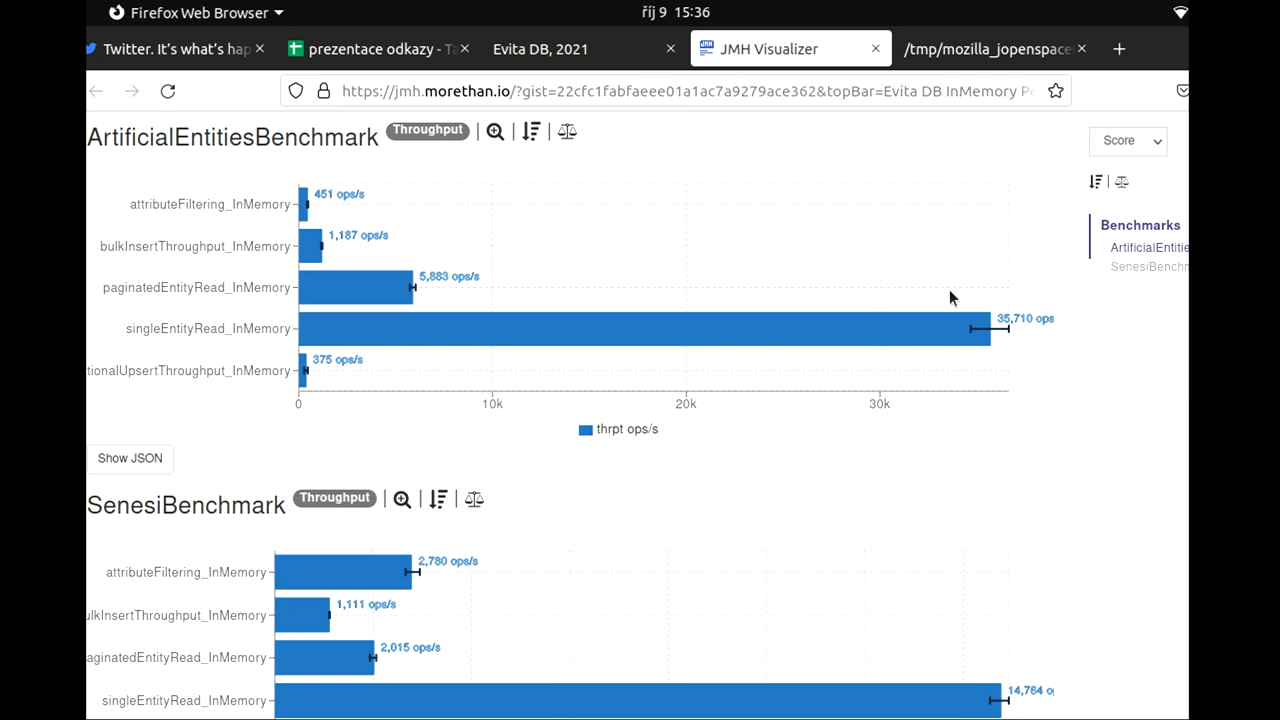 Firefox Web Browser
říj 9 15:36
Twitter. It's what's hap
prezentace odkazy - Ta
Evita DB, 2021
JMH Visualizer
/tmp/mozilla_jopenspace
https://jmh.morethan.io/?gist=22cfc1fabfaeee01a1ac7a9279ace362&topBar=Evita DB InMemory Pe
ArtificialEntitiesBenchmark
Throughput
Score
attributeFiltering_InMemory
451 ops/s
bulkInsertThroughput_InMemory
1,187 ops/s
paginatedEntityRead_InMemory
5,883 ops/s
singleEntityRead_InMemory
35,710 ops
tionalUpsertThroughput_InMemory
375 ops/s
0
10k
20k
30k
thrpt ops/s
Benchmarks
ArtificialEntitie
SenesiBenchm
Show JSON
SenesiBenchmark
Throughput
attributeFiltering_InMemory
2,780 ops/s
ulkInsertThroughput_InMemory
1,111 ops/s
aginatedEntityRead_InMemory
2,015 ops/s
singleEntityRead_InMemory
14,764 o